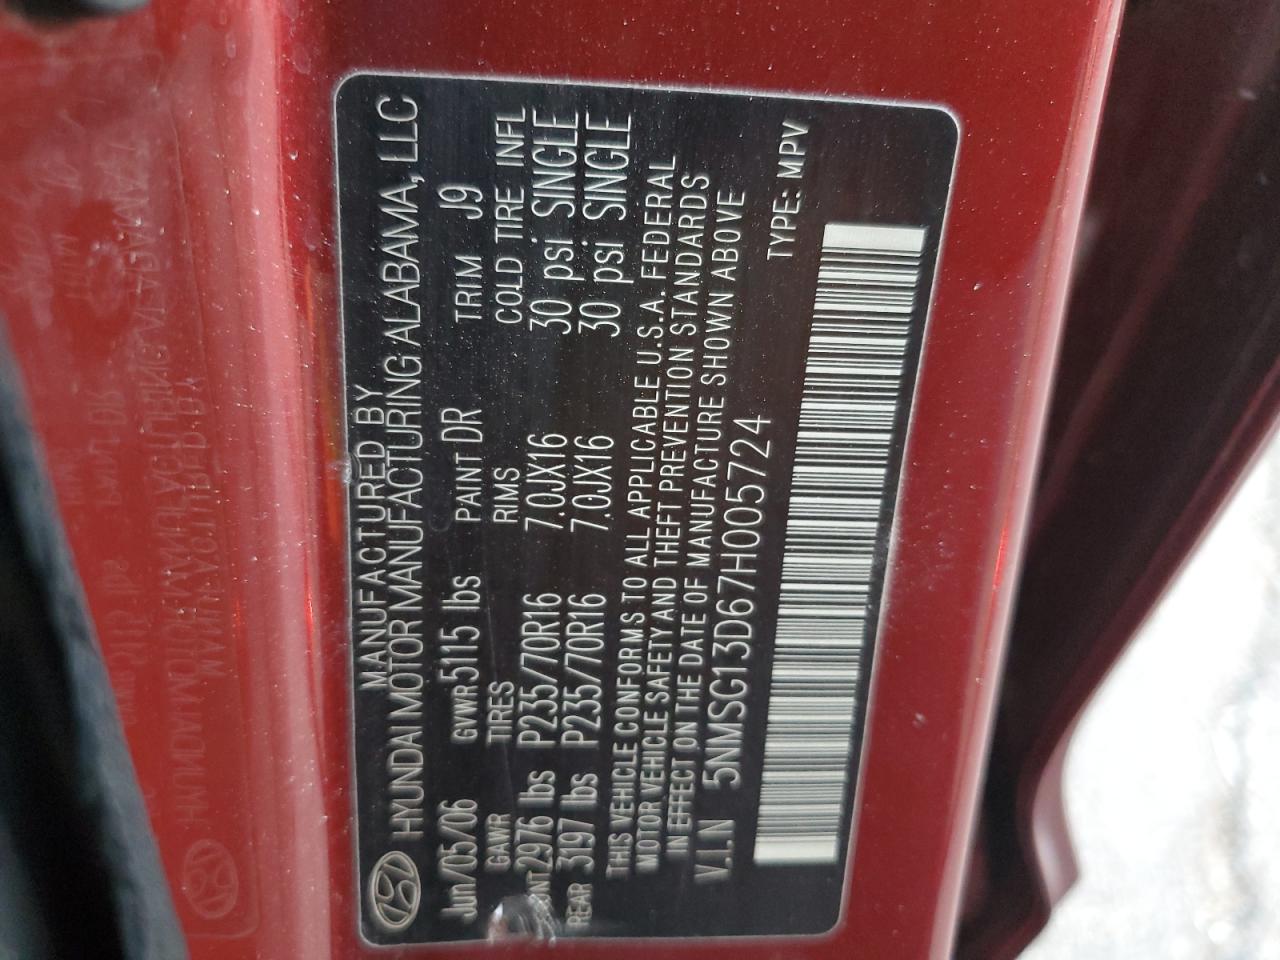 MANUFACTURED BY
HYUNDAI MOTOR MANUFACTURING ALABAMA, LLC
Jun/05/06 GVWR 5115 lbs PAINT DR TRIM J9
GAWR TIRES RIMS COLD TIRE INFL
2976 lbs P235/70R16 7.0JX16 30 psi SINGLE
REAR 3197 lbs P235/70R16 7.0JX16 30 psi SINGLE
THIS VEHICLE CONFORMS TO ALL APPLICABLE U.S.A. FEDERAL
MOTOR VEHICLE SAFETY AND THEFT PREVENTION STANDARDS
IN EFFECT ON THE DATE OF MANUFACTURE SHOWN ABOVE
V.I.N 5NMSG13D67H005724
TYPE: MPV